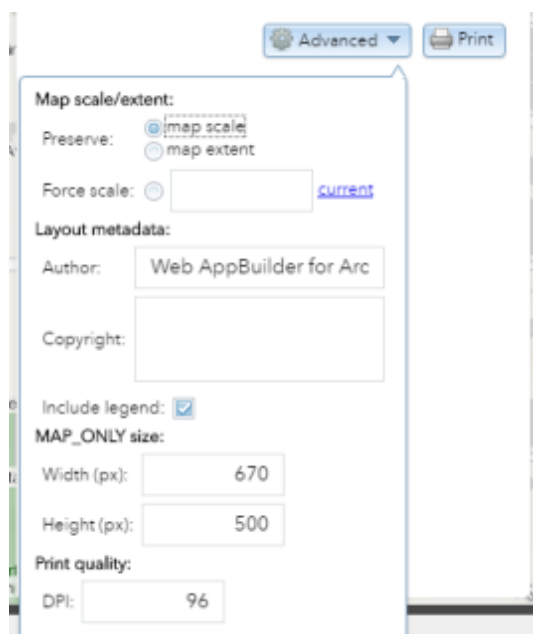 Advanced
Print
Map scale/extent:
Preserve:
map scale
map extent
Force scale:
current
Layout metadata:
Author: Web AppBuilder for Arc
Copyright:
Include legend:
MAP_ONLY size:
Width (px): 670
Height (px): 500
Print quality:
DPI: 96